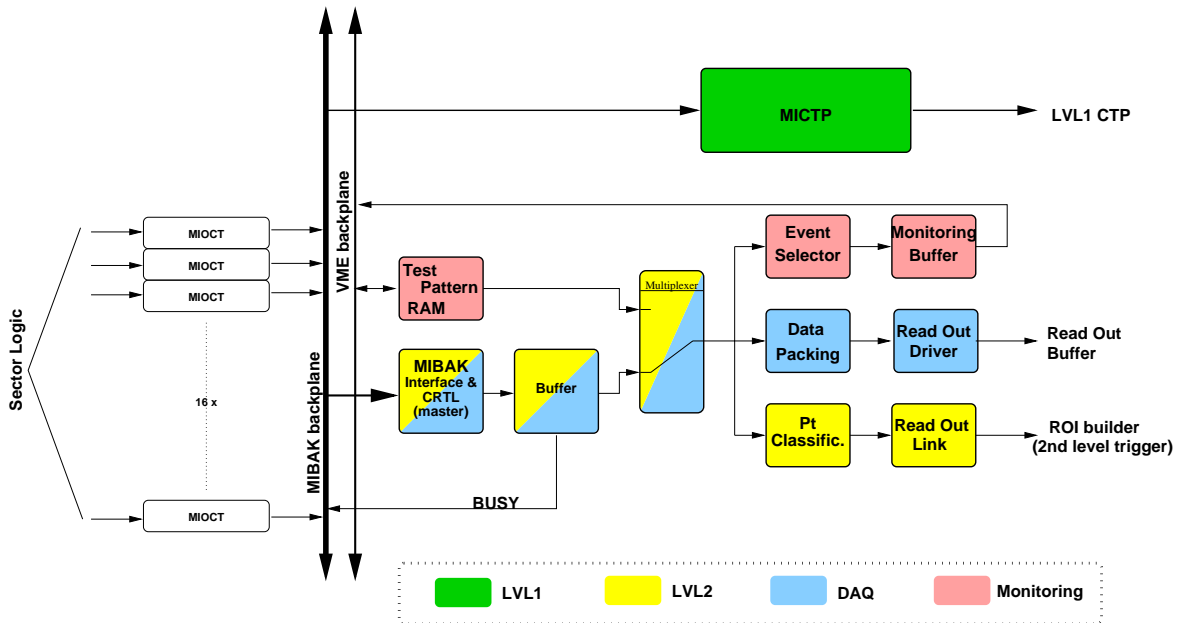 MICTP
LVL1 CTP
VME backplane
MIOCT
MIOCT
MIOCT
Event
Selector
Monitoring
Buffer
Test
Pattern
RAM
Multiplexer
Sector Logic
16 x
MIBAK backplane
MIBAK
Interface &
CRTL
(master)
Buffer
Data
Packing
Read Out
Driver
Read Out
Buffer
Pt
Classific.
Read Out
Link
ROI builder
(2nd level trigger)
BUSY
MIOCT
LVL1
LVL2
DAQ
Monitoring